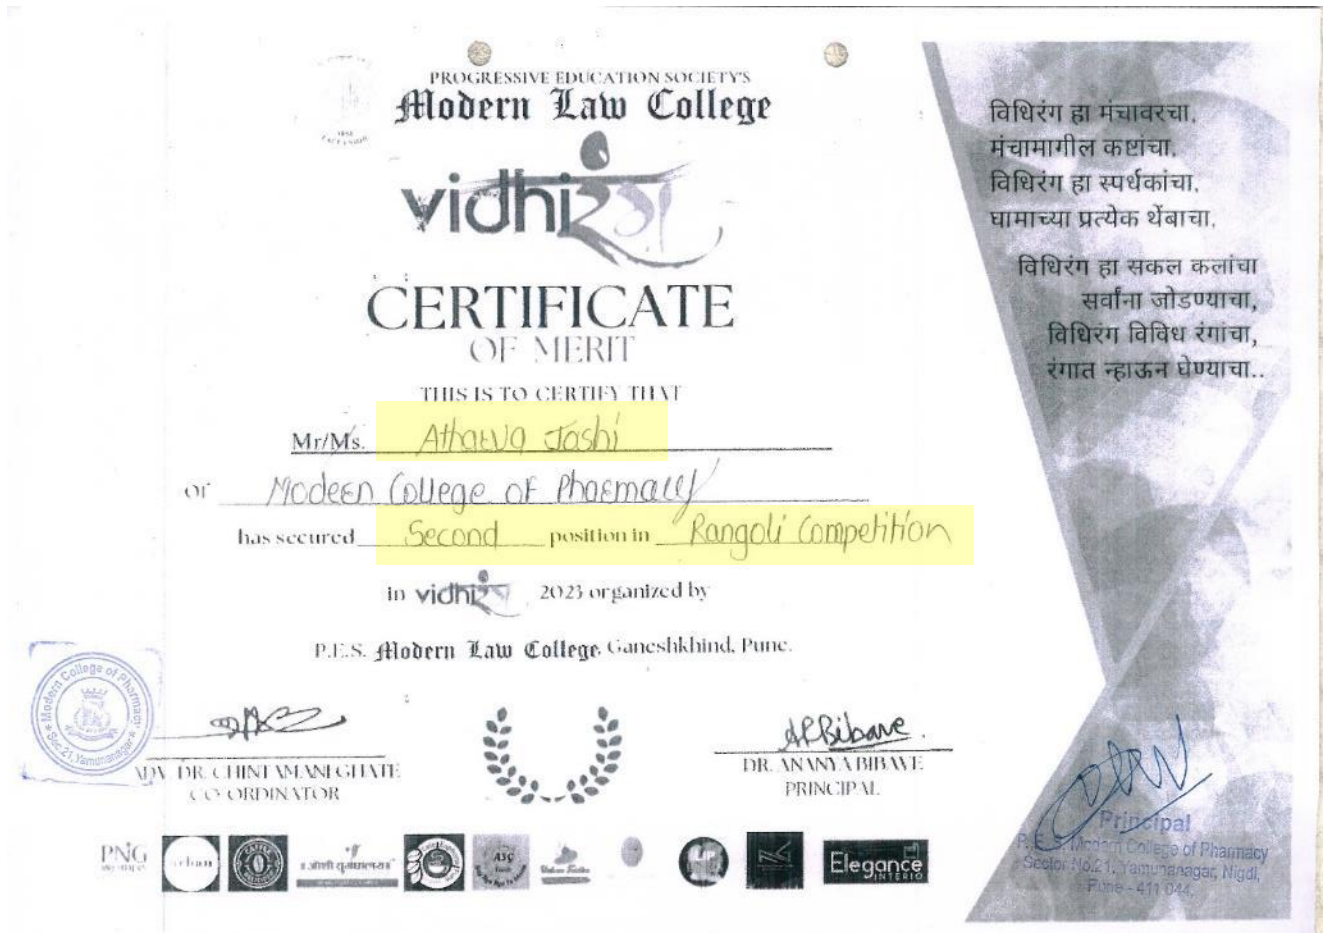 PROGRESSIVE EDUCATION SOCIETY'S
Modern Law College
vidhiरंग
CERTIFICATE
OF MERIT
THIS IS TO CERTIFY THAT
Mr/Ms. Atharva Joshi
of Modern College of Pharmacy
has secured Second position in Rangoli Competition
in vidhiरंग 2023 organized by
P.E.S. Modern Law College, Ganeshkhind, Pune.
ADV. DR. CHINTAMANI GHATE
CO-ORDINATOR
A R Bibave.
DR. ANANYA BIBAVE
PRINCIPAL
विधिरंग हा मंचावरचा,
मंचामागील कष्टांचा,
विधिरंग हा स्पर्धकांचा,
घामाच्या प्रत्येक थेंबाचा,
विधिरंग हा सकल कलांचा
सर्वांना जोडण्याचा,
विधिरंग विविध रंगांचा,
रंगात न्हाऊन घेण्याचा..
Modern College of Pharmacy
Sec.21, Yamunanagar
Principal
P. E. S. Modern College of Pharmacy
Sector No.21, Yamunanagar, Nigdi,
Pune - 411 044.
PNG
Elegance
INTERIO